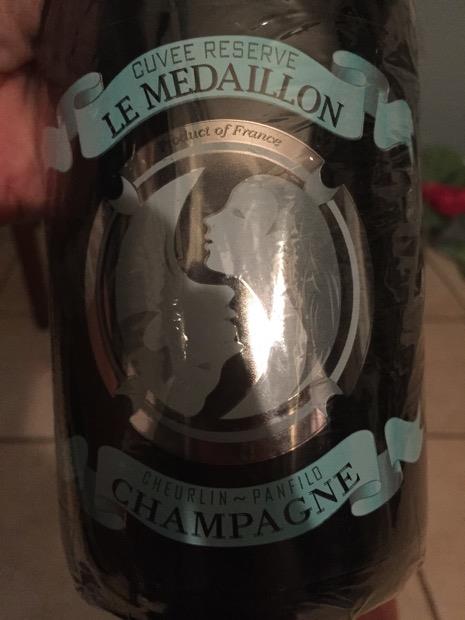 CUVEE RESERVE
LE MEDAILLON
Product of France
CHEURLIN ~ PANFILO
CHAMPAGNE